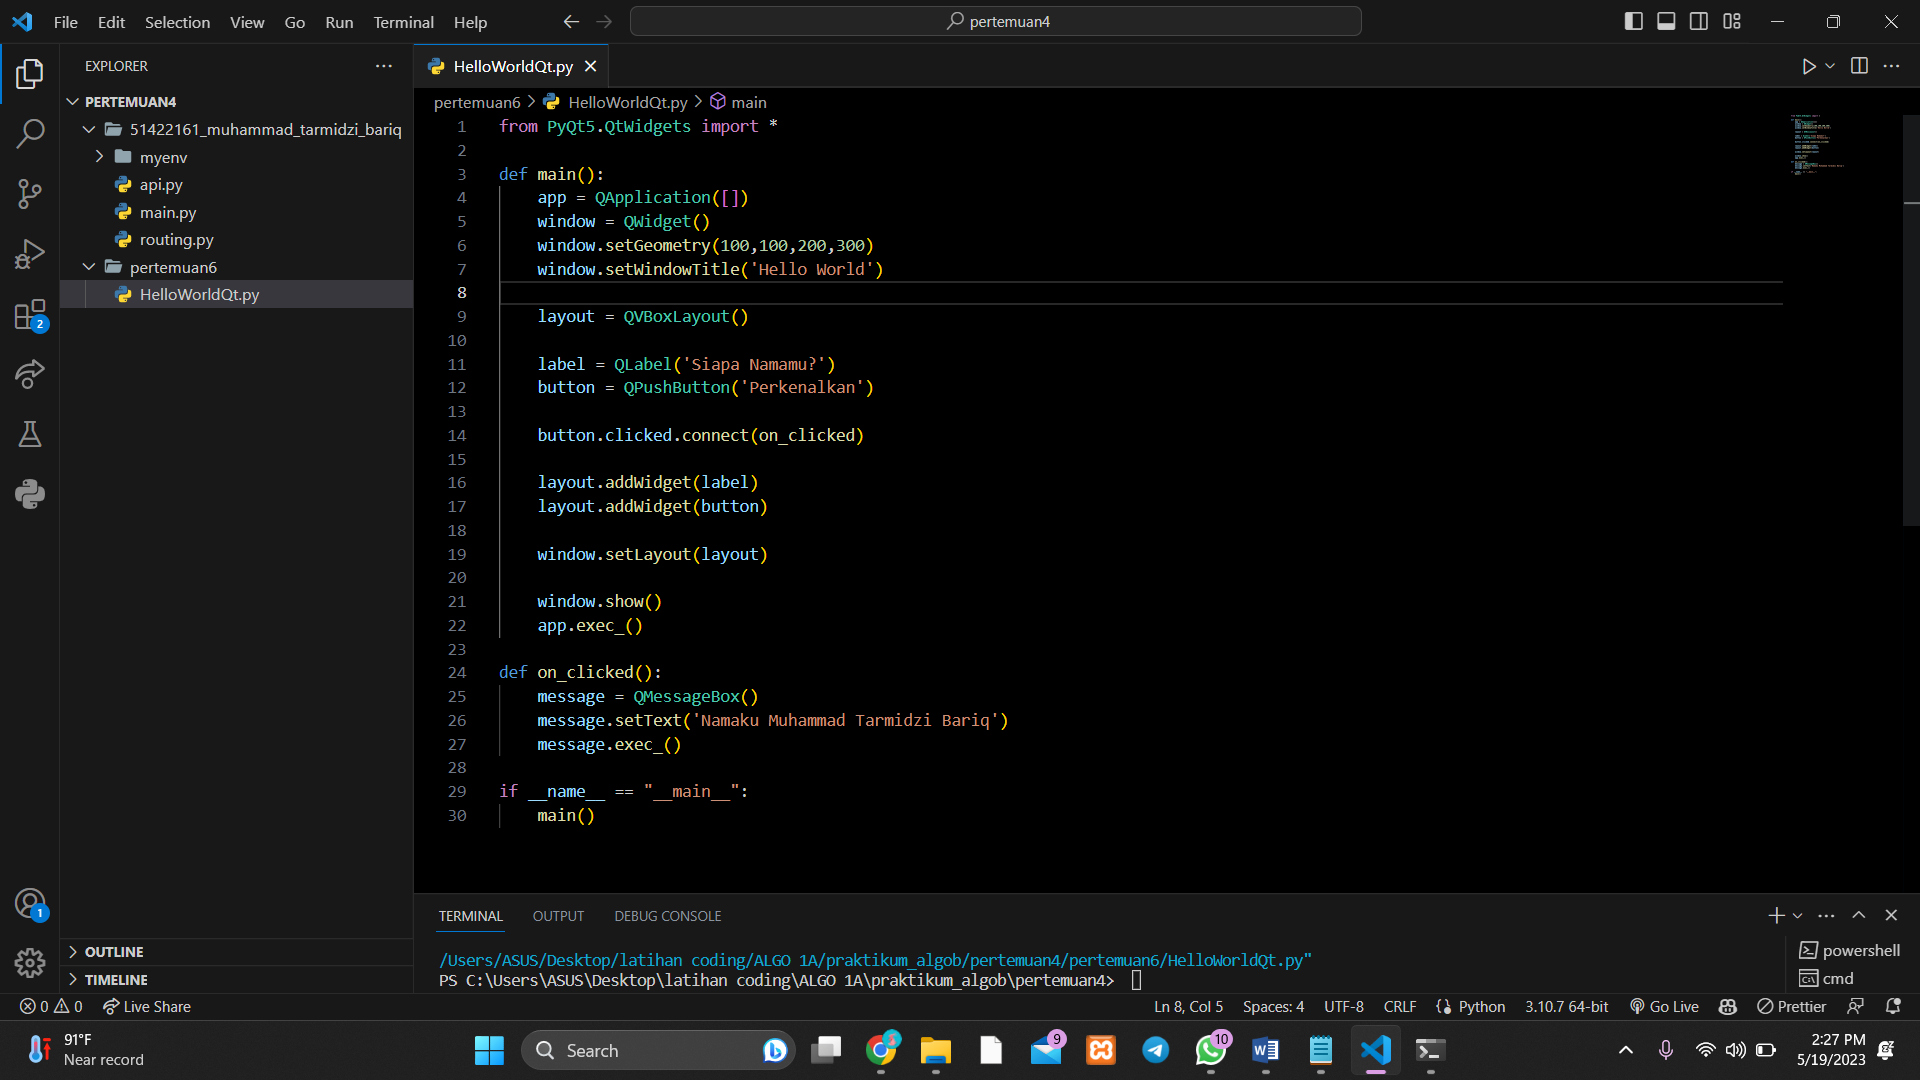 File Edit Selection View Go Run Terminal Help
pertemuan4
EXPLORER
PERTEMUAN4
51422161_muhammad_tarmidzi_bariq
myenv
api.py
main.py
routing.py
pertemuan6
HelloWorldQt.py
OUTLINE
TIMELINE
2
1
HelloWorldQt.py
pertemuan6 > HelloWorldQt.py > main
1 from PyQt5.QtWidgets import *
2
3 def main():
4     app = QApplication([])
5     window = QWidget()
6     window.setGeometry(100,100,200,300)
7     window.setWindowTitle('Hello World')
8
9     layout = QVBoxLayout()
10
11     label = QLabel('Siapa Namamu?')
12     button = QPushButton('Perkenalkan')
13
14     button.clicked.connect(on_clicked)
15
16     layout.addWidget(label)
17     layout.addWidget(button)
18
19     window.setLayout(layout)
20
21     window.show()
22     app.exec_()
23
24 def on_clicked():
25     message = QMessageBox()
26     message.setText('Namaku Muhammad Tarmidzi Bariq')
27     message.exec_()
28
29 if __name__ == "__main__":
30     main()
TERMINAL OUTPUT DEBUG CONSOLE
/Users/ASUS/Desktop/latihan coding/ALGO 1A/praktikum_algob/pertemuan4/pertemuan6/HelloWorldQt.py"
PS C:\Users\ASUS\Desktop\latihan coding\ALGO 1A\praktikum_algob\pertemuan4>
powershell
cmd
0 0 Live Share Ln 8, Col 5 Spaces: 4 UTF-8 CRLF Python 3.10.7 64-bit Go Live Prettier
91°F
Near record
Search
9
10
2:27 PM
5/19/2023